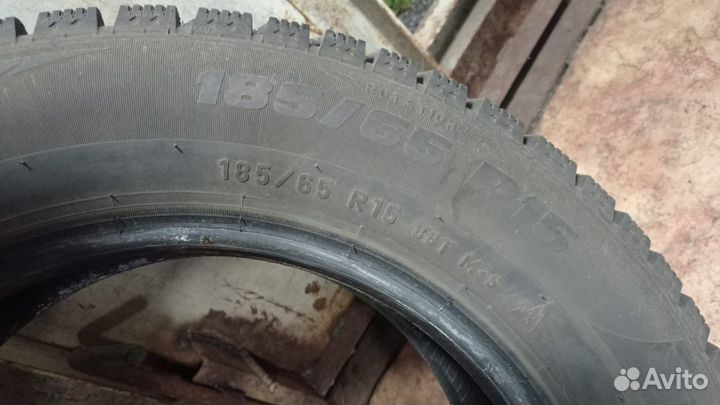 ROTATION
185/65 R15
185/65 R15 88T M+S
Avito